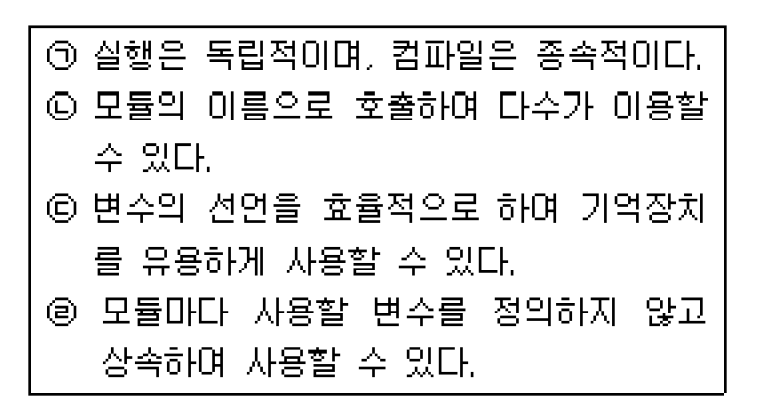 ㉠ 실행은 독립적이며, 컴파일은 종속적이다.
㉡ 모듈의 이름으로 호출하여 다수가 이용할
수 있다.
㉢ 변수의 선언을 효율적으로 하여 기억장치
를 유용하게 사용할 수 있다.
㉣ 모듈마다 사용할 변수를 정의하지 않고
상속하여 사용할 수 있다.